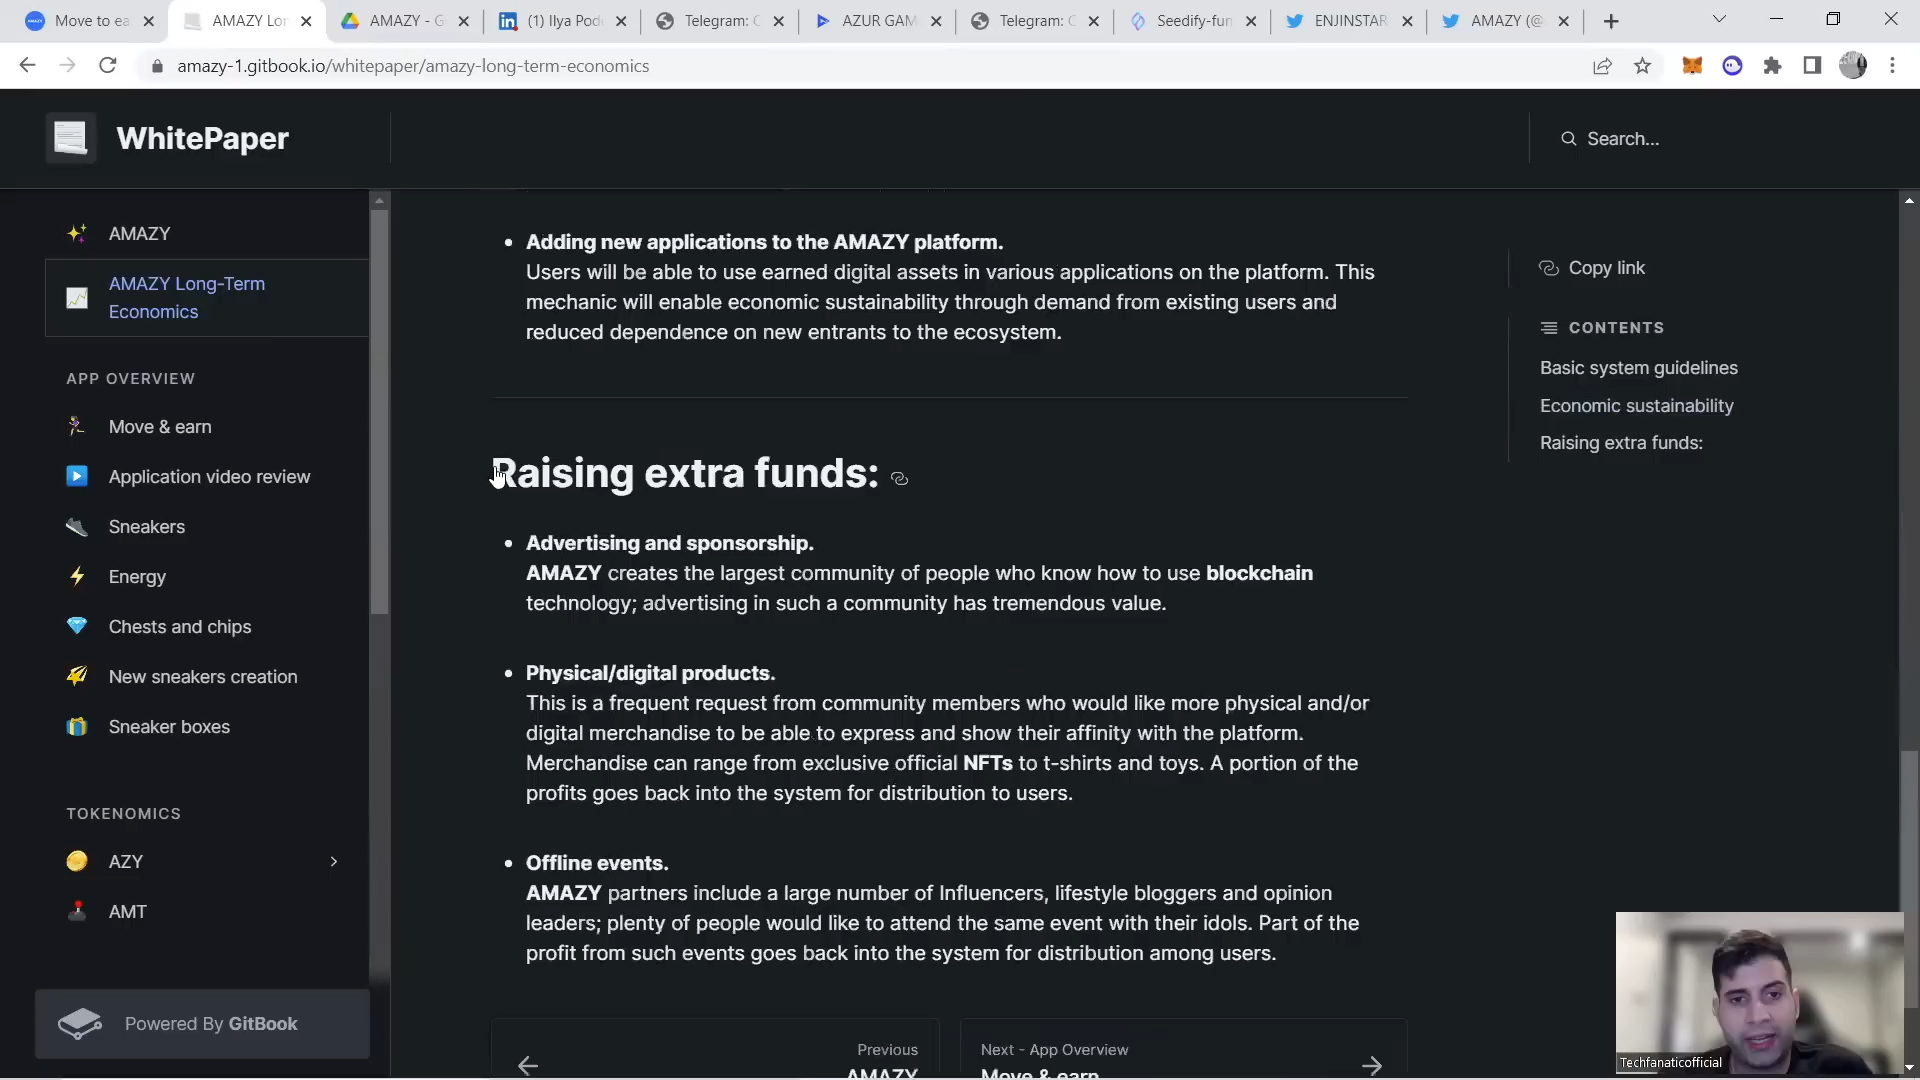 Move to ea
AMAZY Lo
AMAZY - G
(1) Ilya Pod
Telegram: C
AZUR GAM
Telegram: C
Seedify-fun
ENJINSTAR
AMAZY (@
amazy-1.gitbook.io/whitepaper/amazy-long-term-economics
WhitePaper
Search...
AMAZY
AMAZY Long-Term
Economics
APP OVERVIEW
Move & earn
Application video review
Sneakers
Energy
Chests and chips
New sneakers creation
Sneaker boxes
TOKENOMICS
AZY
AMT
Powered By GitBook
• Adding new applications to the AMAZY platform.
Users will be able to use earned digital assets in various applications on the platform. This
mechanic will enable economic sustainability through demand from existing users and
reduced dependence on new entrants to the ecosystem.
Raising extra funds:
• Advertising and sponsorship.
AMAZY creates the largest community of people who know how to use blockchain
technology; advertising in such a community has tremendous value.
• Physical/digital products.
This is a frequent request from community members who would like more physical and/or
digital merchandise to be able to express and show their affinity with the platform.
Merchandise can range from exclusive official NFTs to t-shirts and toys. A portion of the
profits goes back into the system for distribution to users.
• Offline events.
AMAZY partners include a large number of Influencers, lifestyle bloggers and opinion
leaders; plenty of people would like to attend the same event with their idols. Part of the
profit from such events goes back into the system for distribution among users.
Previous
AMAZY
Next - App Overview
Move & earn
Copy link
CONTENTS
Basic system guidelines
Economic sustainability
Raising extra funds:
Techfanaticofficial